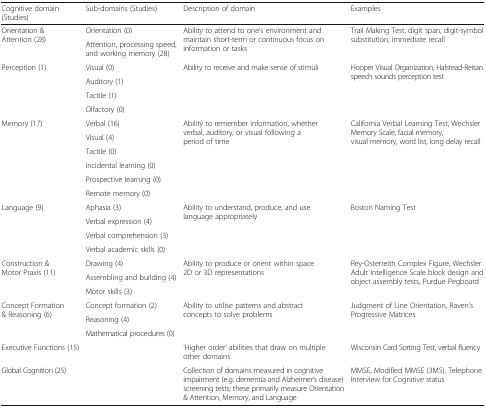 Cognitive domain (Studies) Sub-domains (Studies) Description of domain Examples
Orientation & Attention (28)
Orientation (0)
Attention, processing speed, and working memory (28)
Ability to attend to one's environment and maintain short-term or continuous focus on information or tasks
Trail Making Test, digit span, digit-symbol substitution, immediate recall
Perception (1)
Visual (0)
Auditory (1)
Tactile (1)
Olfactory (0)
Ability to receive and make sense of stimuli
Hooper Visual Organization, Halstead-Reitan speech sounds perception test
Memory (17)
Verbal (16)
Visual (4)
Tactile (0)
Incidental learning (0)
Prospective learning (0)
Remote memory (0)
Ability to remember information, whether verbal, auditory, or visual following a period of time
California Verbal Learning Test, Wechsler Memory Scale, facial memory, visual memory, word list, long delay recall
Language (9)
Aphasia (3)
Verbal expression (4)
Verbal comprehension (3)
Verbal academic skills (0)
Ability to understand, produce, and use language appropriately
Boston Naming Test
Construction & Motor Praxis (11)
Drawing (4)
Assembling and building (4)
Motor skills (3)
Ability to produce or orient within space 2D or 3D representations
Rey-Osterreith Complex Figure, Wechsler Adult Intelligence Scale block design and object assembly tests, Purdue Pegboard
Concept Formation & Reasoning (6)
Concept formation (2)
Reasoning (4)
Mathematical procedures (0)
Ability to utilise patterns and abstract concepts to solve problems
Judgment of Line Orientation, Raven's Progressive Matrices
Executive Functions (15)
'Higher order' abilities that draw on multiple other domains
Wisconsin Card Sorting Test, verbal fluency
Global Cognition (25)
Collection of domains measured in cognitive impairment (e.g. dementia and Alzheimer's disease) screening tests; these primarily measure Orientation & Attention, Memory, and Language
MMSE, Modified MMSE (3MS), Telephone Interview for Cognitive status